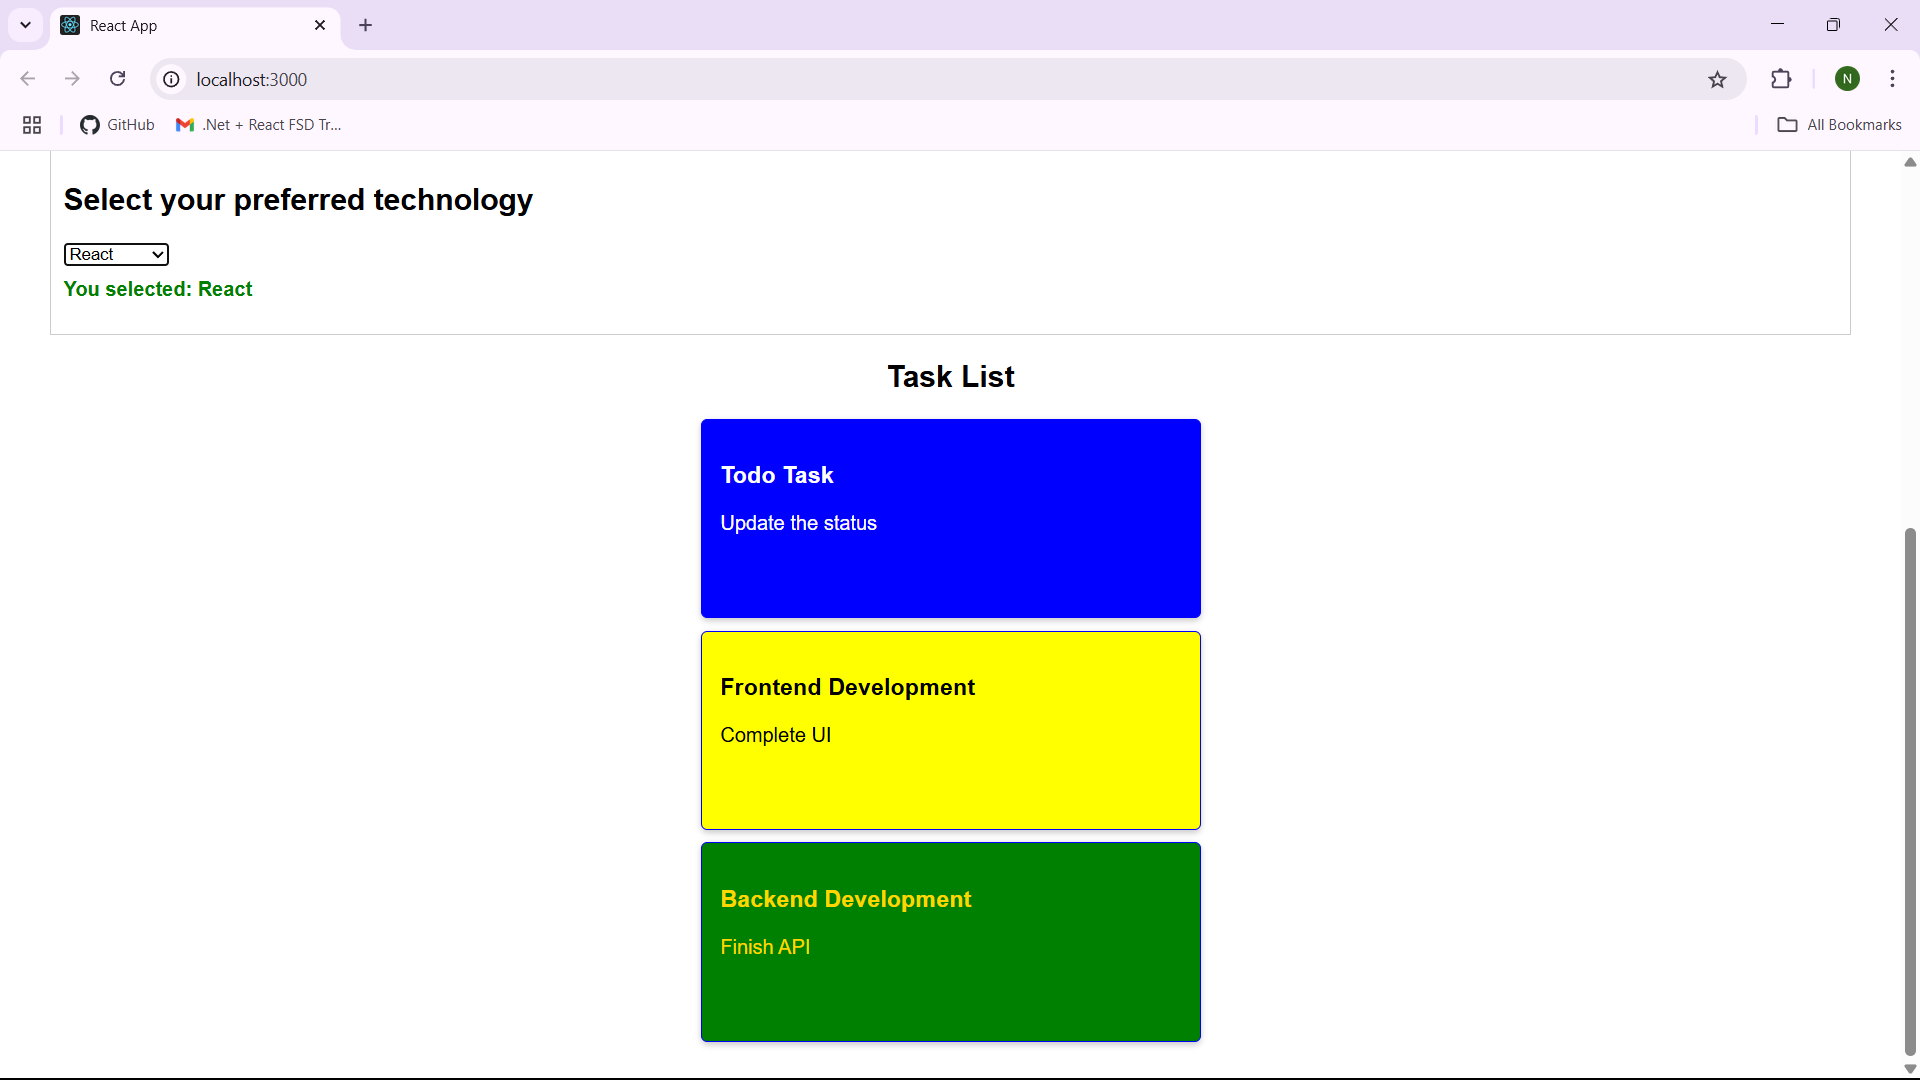 React App
localhost:3000
N
GitHub
.Net + React FSD Tr...
All Bookmarks
Select your preferred technology
React
You selected: React
Task List
Todo Task
Update the status
Frontend Development
Complete UI
Backend Development
Finish API